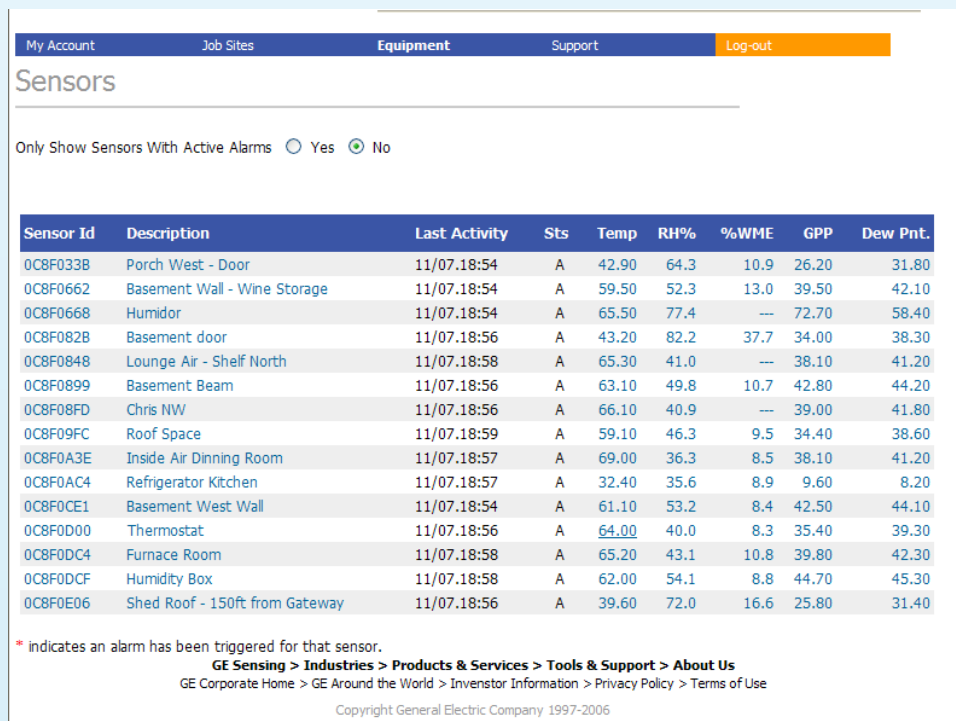 My Account Job Sites Equipment Support Log-out
Sensors
Only Show Sensors With Active Alarms Yes No
Sensor Id Description Last Activity Sts Temp RH% %WME GPP Dew Pnt.
0C8F033B Porch West - Door 11/07.18:54 A 42.90 64.3 10.9 26.20 31.80
0C8F0662 Basement Wall - Wine Storage 11/07.18:54 A 59.50 52.3 13.0 39.50 42.10
0C8F0668 Humidor 11/07.18:54 A 65.50 77.4 --- 72.70 58.40
0C8F082B Basement door 11/07.18:56 A 43.20 82.2 37.7 34.00 38.30
0C8F0848 Lounge Air - Shelf North 11/07.18:58 A 65.30 41.0 --- 38.10 41.20
0C8F0899 Basement Beam 11/07.18:56 A 63.10 49.8 10.7 42.80 44.20
0C8F08FD Chris NW 11/07.18:56 A 66.10 40.9 --- 39.00 41.80
0C8F09FC Roof Space 11/07.18:59 A 59.10 46.3 9.5 34.40 38.60
0C8F0A3E Inside Air Dinning Room 11/07.18:57 A 69.00 36.3 8.5 38.10 41.20
0C8F0AC4 Refrigerator Kitchen 11/07.18:57 A 32.40 35.6 8.9 9.60 8.20
0C8F0CE1 Basement West Wall 11/07.18:54 A 61.10 53.2 8.4 42.50 44.10
0C8F0D00 Thermostat 11/07.18:56 A 64.00 40.0 8.3 35.40 39.30
0C8F0DC4 Furnace Room 11/07.18:58 A 65.20 43.1 10.8 39.80 42.30
0C8F0DCF Humidity Box 11/07.18:58 A 62.00 54.1 8.8 44.70 45.30
0C8F0E06 Shed Roof - 150ft from Gateway 11/07.18:56 A 39.60 72.0 16.6 25.80 31.40
* indicates an alarm has been triggered for that sensor.
GE Sensing > Industries > Products & Services > Tools & Support > About Us
GE Corporate Home > GE Around the World > Invenstor Information > Privacy Policy > Terms of Use
Copyright General Electric Company 1997-2006